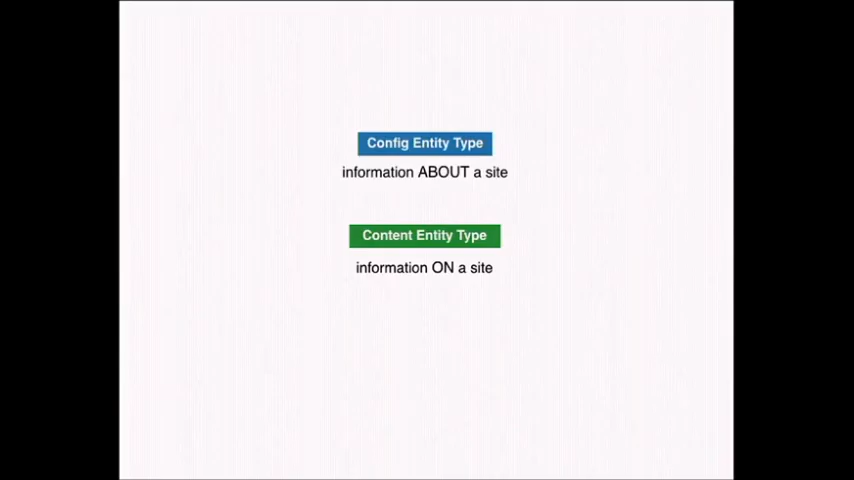 Config Entity Type
information ABOUT a site
Content Entity Type
information ON a site